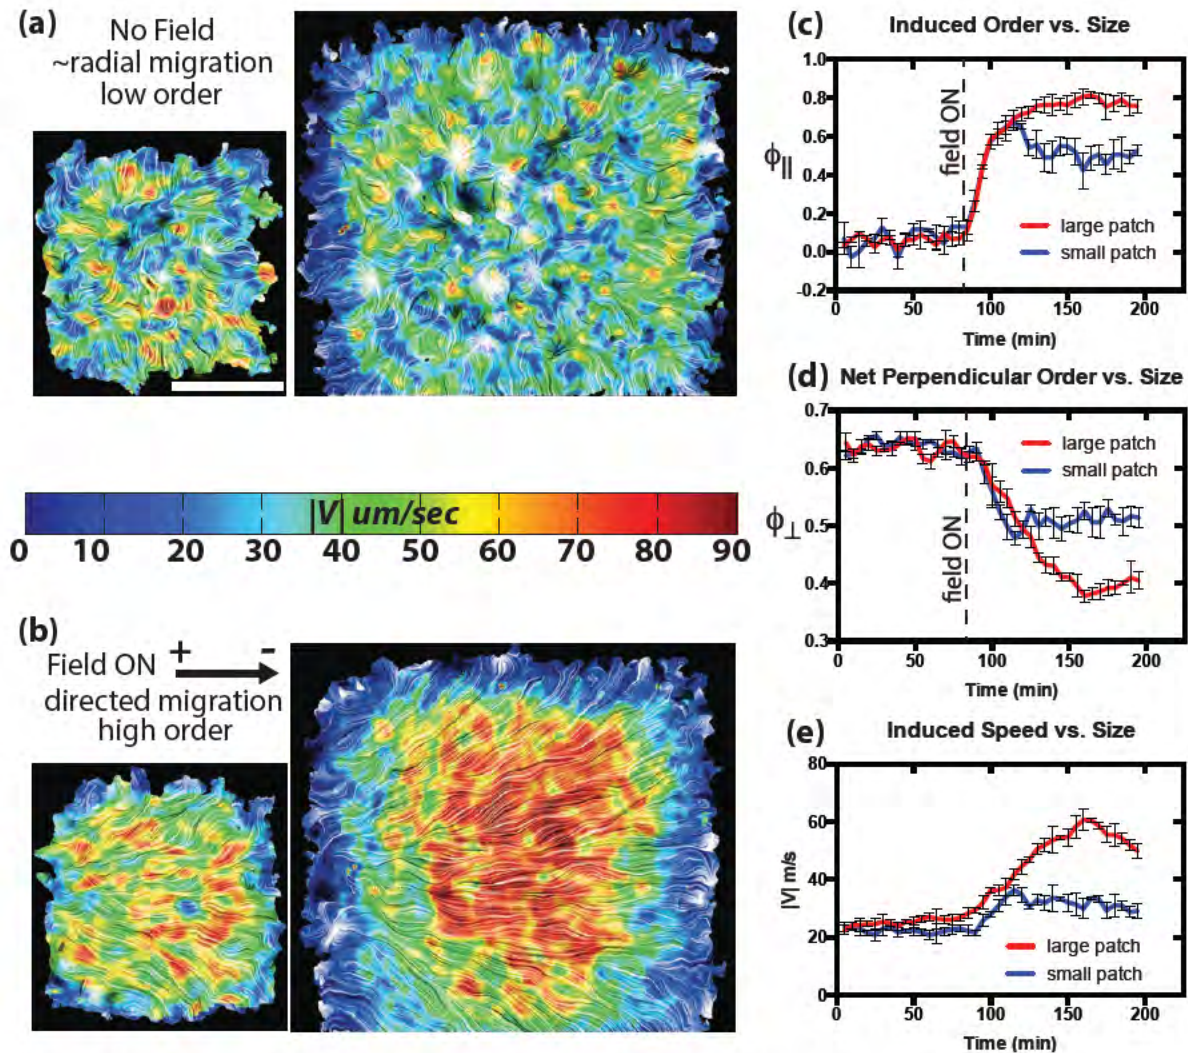 (a)
No Field
~radial migration
low order
|V| um/sec
0 10 20 30 40 50 60 70 80 90
(b)
Field ON + -
directed migration
high order
(c) Induced Order vs. Size
1.0
0.8
0.6
0.4
0.2
0.0
-0.2
ϕ||
field ON
large patch
small patch
0 50 100 150 200
Time (min)
(d) Net Perpendicular Order vs. Size
0.7
0.6
0.5
0.4
0.3
ϕ⊥
field ON
large patch
small patch
0 50 100 150 200
Time (min)
(e) Induced Speed vs. Size
80
60
40
20
0
|V| m/s
large patch
small patch
0 50 100 150 200
Time (min)